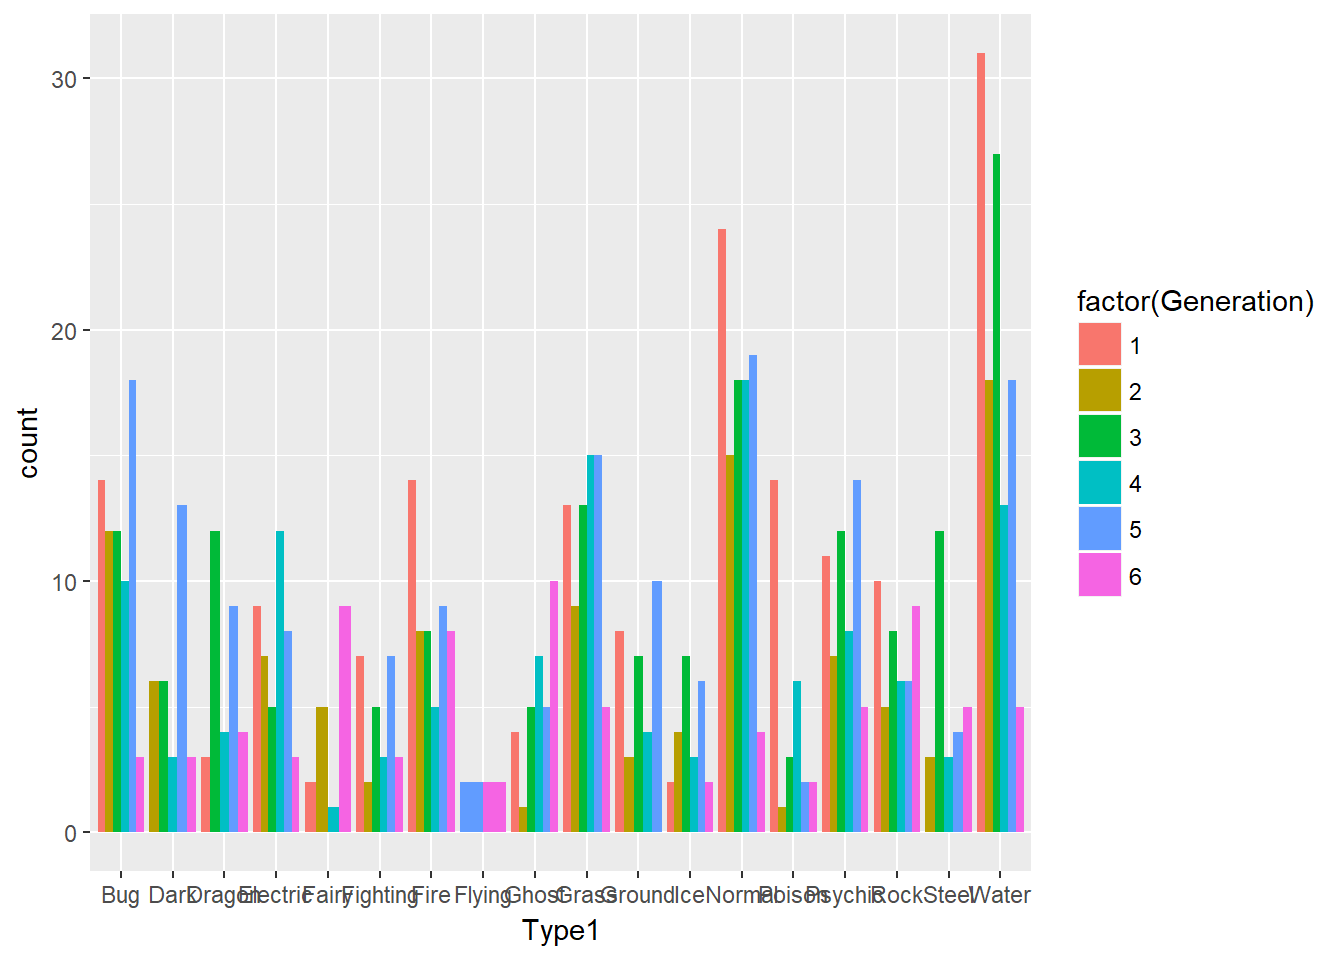 30
20
10
0
count
Bug Dark Dragon Electric Fairy Fighting Fire Flying Ghost Grass Ground Ice Normal Poison Psychic Rock Steel Water
Type1
factor(Generation)
1
2
3
4
5
6